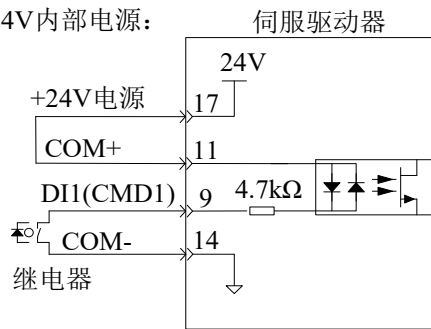 4V内部电源：
伺服驱动器
24V
+24V电源
17
COM+
11
DI1(CMD1)
9
4.7kΩ
COM-
14
继电器